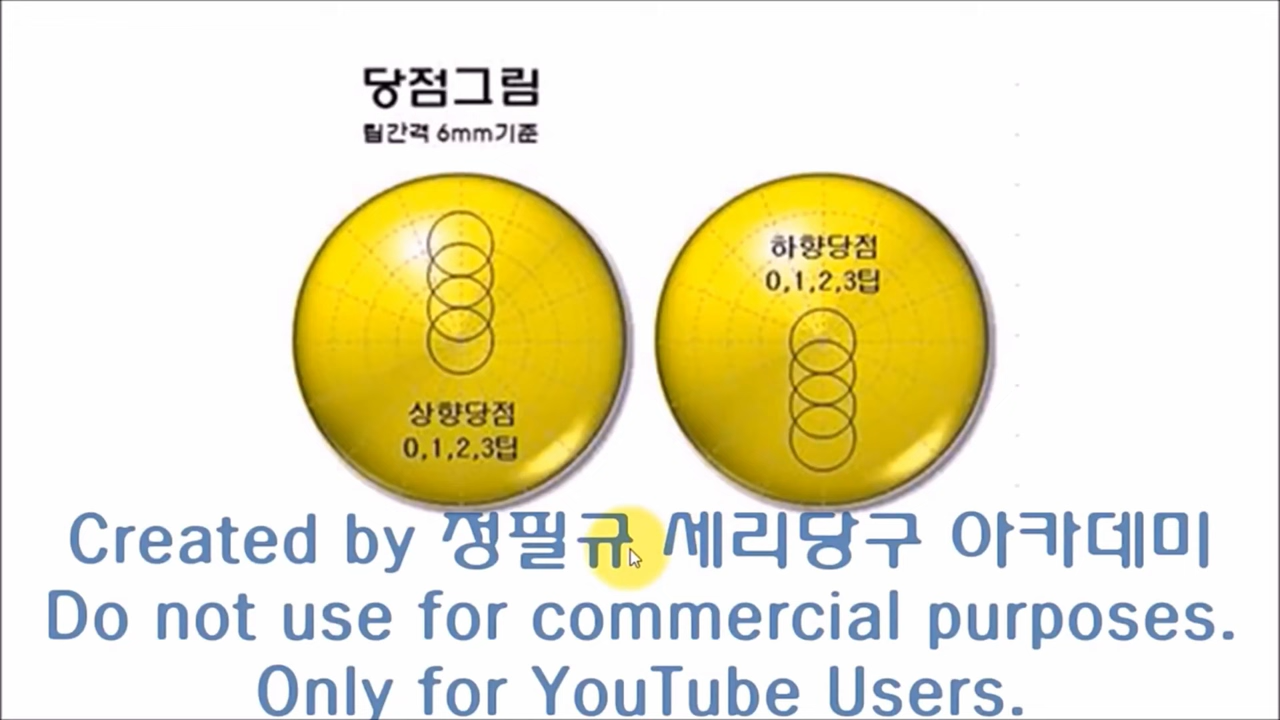 당점그림
팁간격 6mm기준
하향당점
0,1,2,3팁
상향당점
0,1,2,3팁
Created by 정필규 세리당구 아카데미
Do not use for commercial purposes.
Only for YouTube Users.